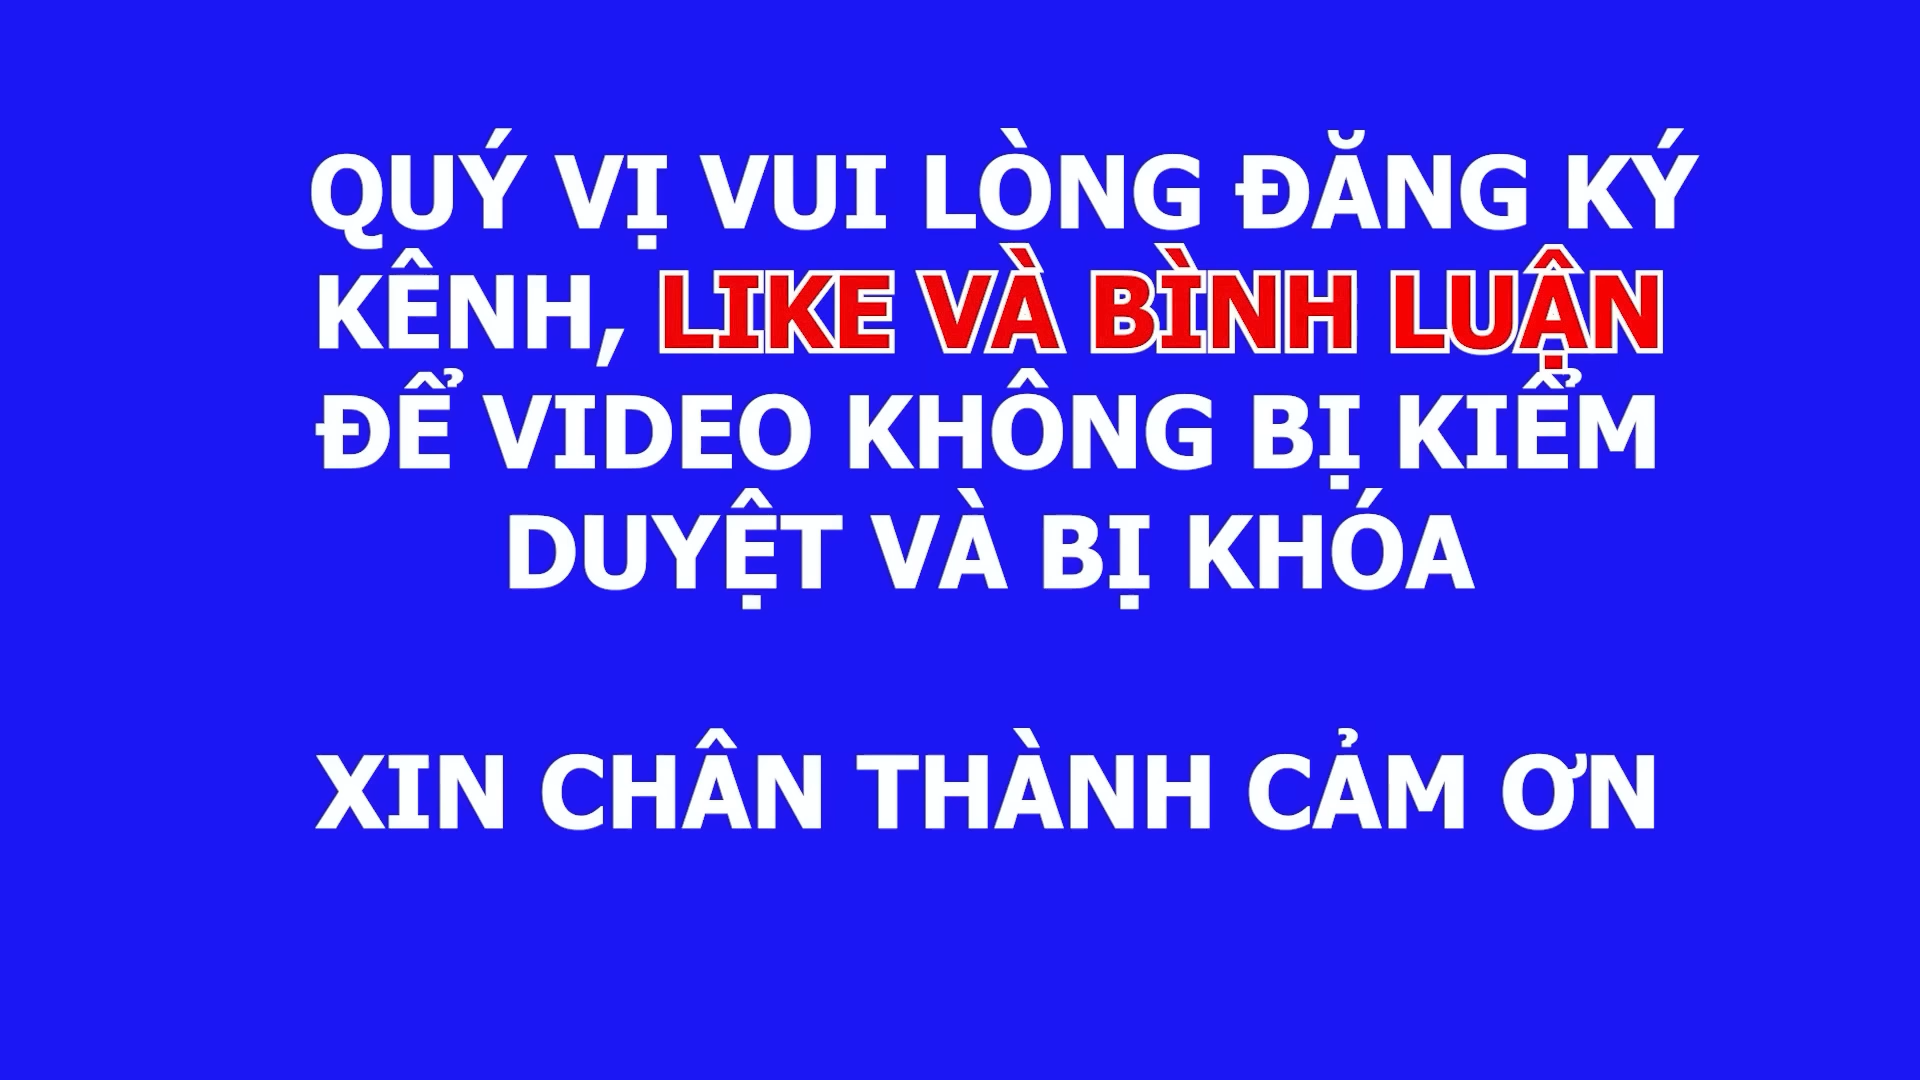 QUÝ VỊ VUI LÒNG ĐĂNG KÝ
KÊNH, LIKE VÀ BÌNH LUẬN
ĐỂ VIDEO KHÔNG BỊ KIỂM
DUYỆT VÀ BỊ KHÓA
XIN CHÂN THÀNH CẢM ƠN